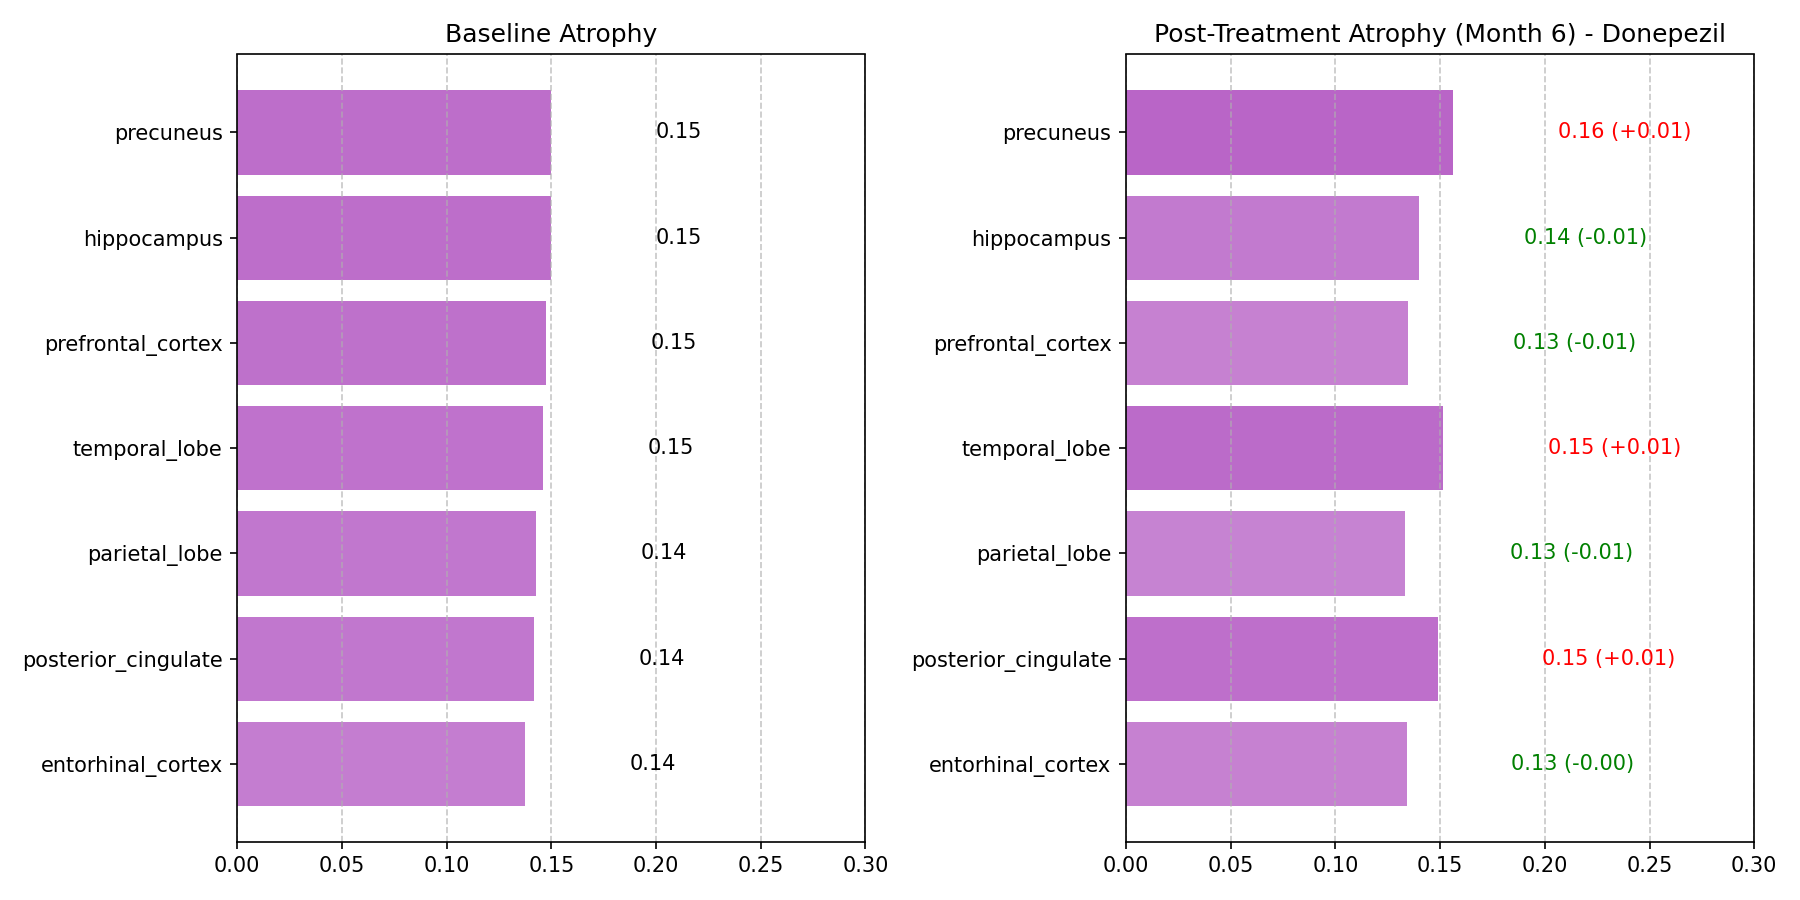 Baseline Atrophy
precuneus 0.15
hippocampus 0.15
prefrontal_cortex 0.15
temporal_lobe 0.15
parietal_lobe 0.14
posterior_cingulate 0.14
entorhinal_cortex 0.14
0.00 0.05 0.10 0.15 0.20 0.25 0.30
Post-Treatment Atrophy (Month 6) - Donepezil
precuneus 0.16 (+0.01)
hippocampus 0.14 (-0.01)
prefrontal_cortex 0.13 (-0.01)
temporal_lobe 0.15 (+0.01)
parietal_lobe 0.13 (-0.01)
posterior_cingulate 0.15 (+0.01)
entorhinal_cortex 0.13 (-0.00)
0.00 0.05 0.10 0.15 0.20 0.25 0.30